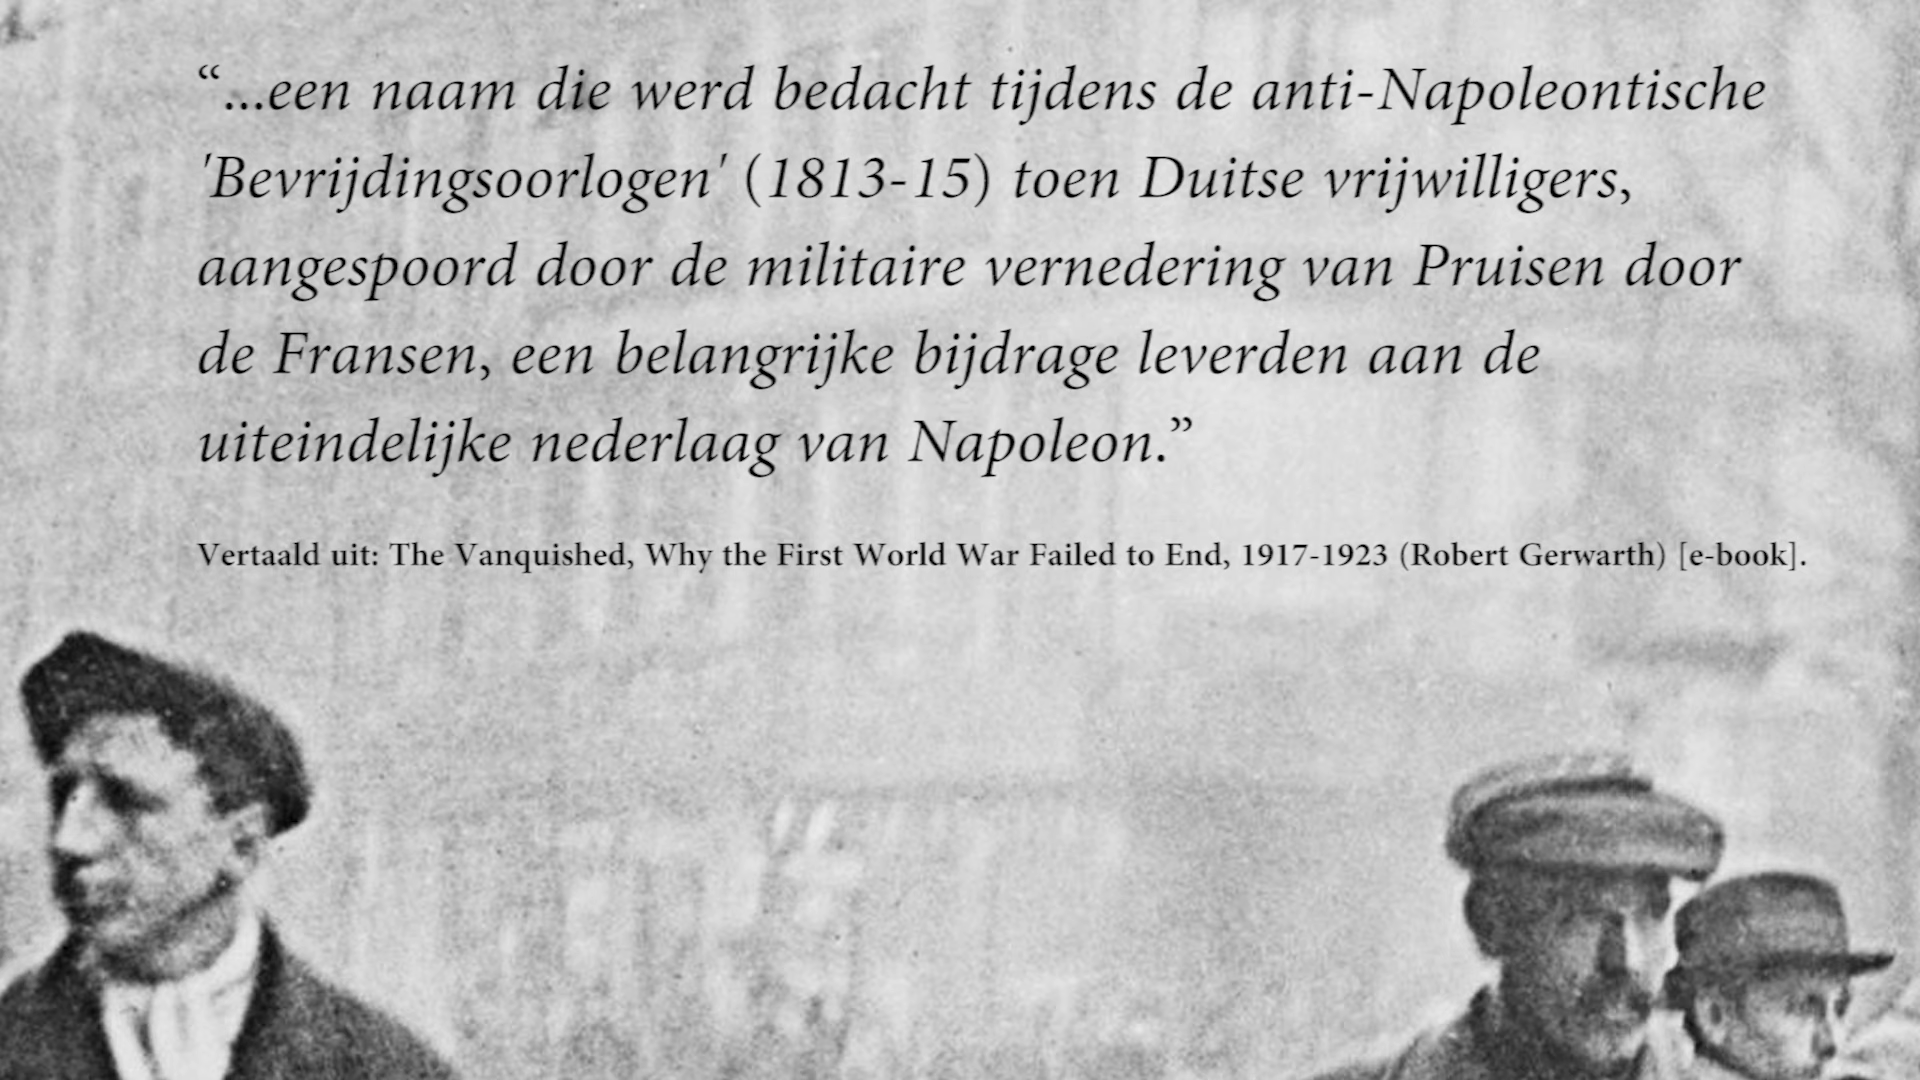 “...een naam die werd bedacht tijdens de anti-Napoleontische
'Bevrijdingsoorlogen' (1813-15) toen Duitse vrijwilligers,
aangespoord door de militaire vernedering van Pruisen door
de Fransen, een belangrijke bijdrage leverden aan de
uiteindelijke nederlaag van Napoleon.”
Vertaald uit: The Vanquished, Why the First World War Failed to End, 1917-1923 (Robert Gerwarth) [e-book].